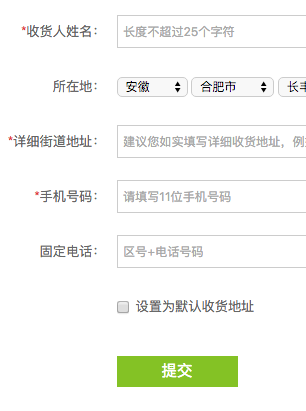 *收货人姓名： 长度不超过25个字符
所在地： 安徽 合肥市 长丰
*详细街道地址： 建议您如实填写详细收货地址，例
*手机号码： 请填写11位手机号码
固定电话： 区号+电话号码
设置为默认收货地址
提交